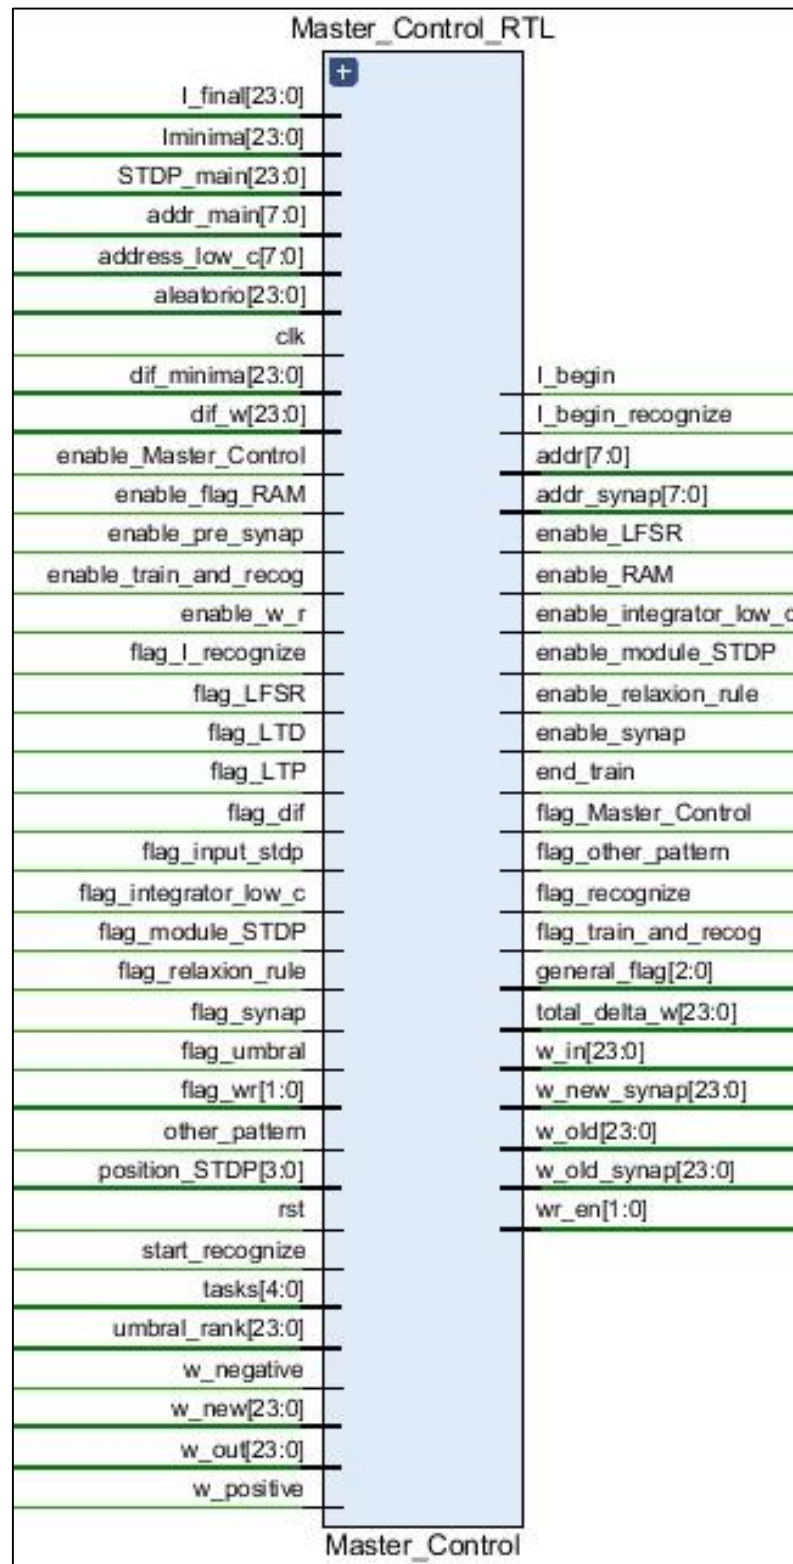 Master_Control_RTL
I_final[23:0]
Iminima[23:0]
STDP_main[23:0]
addr_main[7:0]
address_low_c[7:0]
aleatorio[23:0]
clk
dif_minima[23:0]
dif_w[23:0]
enable_Master_Control
enable_flag_RAM
enable_pre_synap
enable_train_and_recog
enable_w_r
flag_I_recognize
flag_LFSR
flag_LTD
flag_LTP
flag_dif
flag_input_stdp
flag_integrator_low_c
flag_module_STDP
flag_relaxion_rule
flag_synap
flag_umbral
flag_wr[1:0]
other_pattern
position_STDP[3:0]
rst
start_recognize
tasks[4:0]
umbral_rank[23:0]
w_negative
w_new[23:0]
w_out[23:0]
w_positive
I_begin
I_begin_recognize
addr[7:0]
addr_synap[7:0]
enable_LFSR
enable_RAM
enable_integrator_low_c
enable_module_STDP
enable_relaxion_rule
enable_synap
end_train
flag_Master_Control
flag_other_pattern
flag_recognize
flag_train_and_recog
general_flag[2:0]
total_delta_w[23:0]
w_in[23:0]
w_new_synap[23:0]
w_old[23:0]
w_old_synap[23:0]
wr_en[1:0]
Master_Control